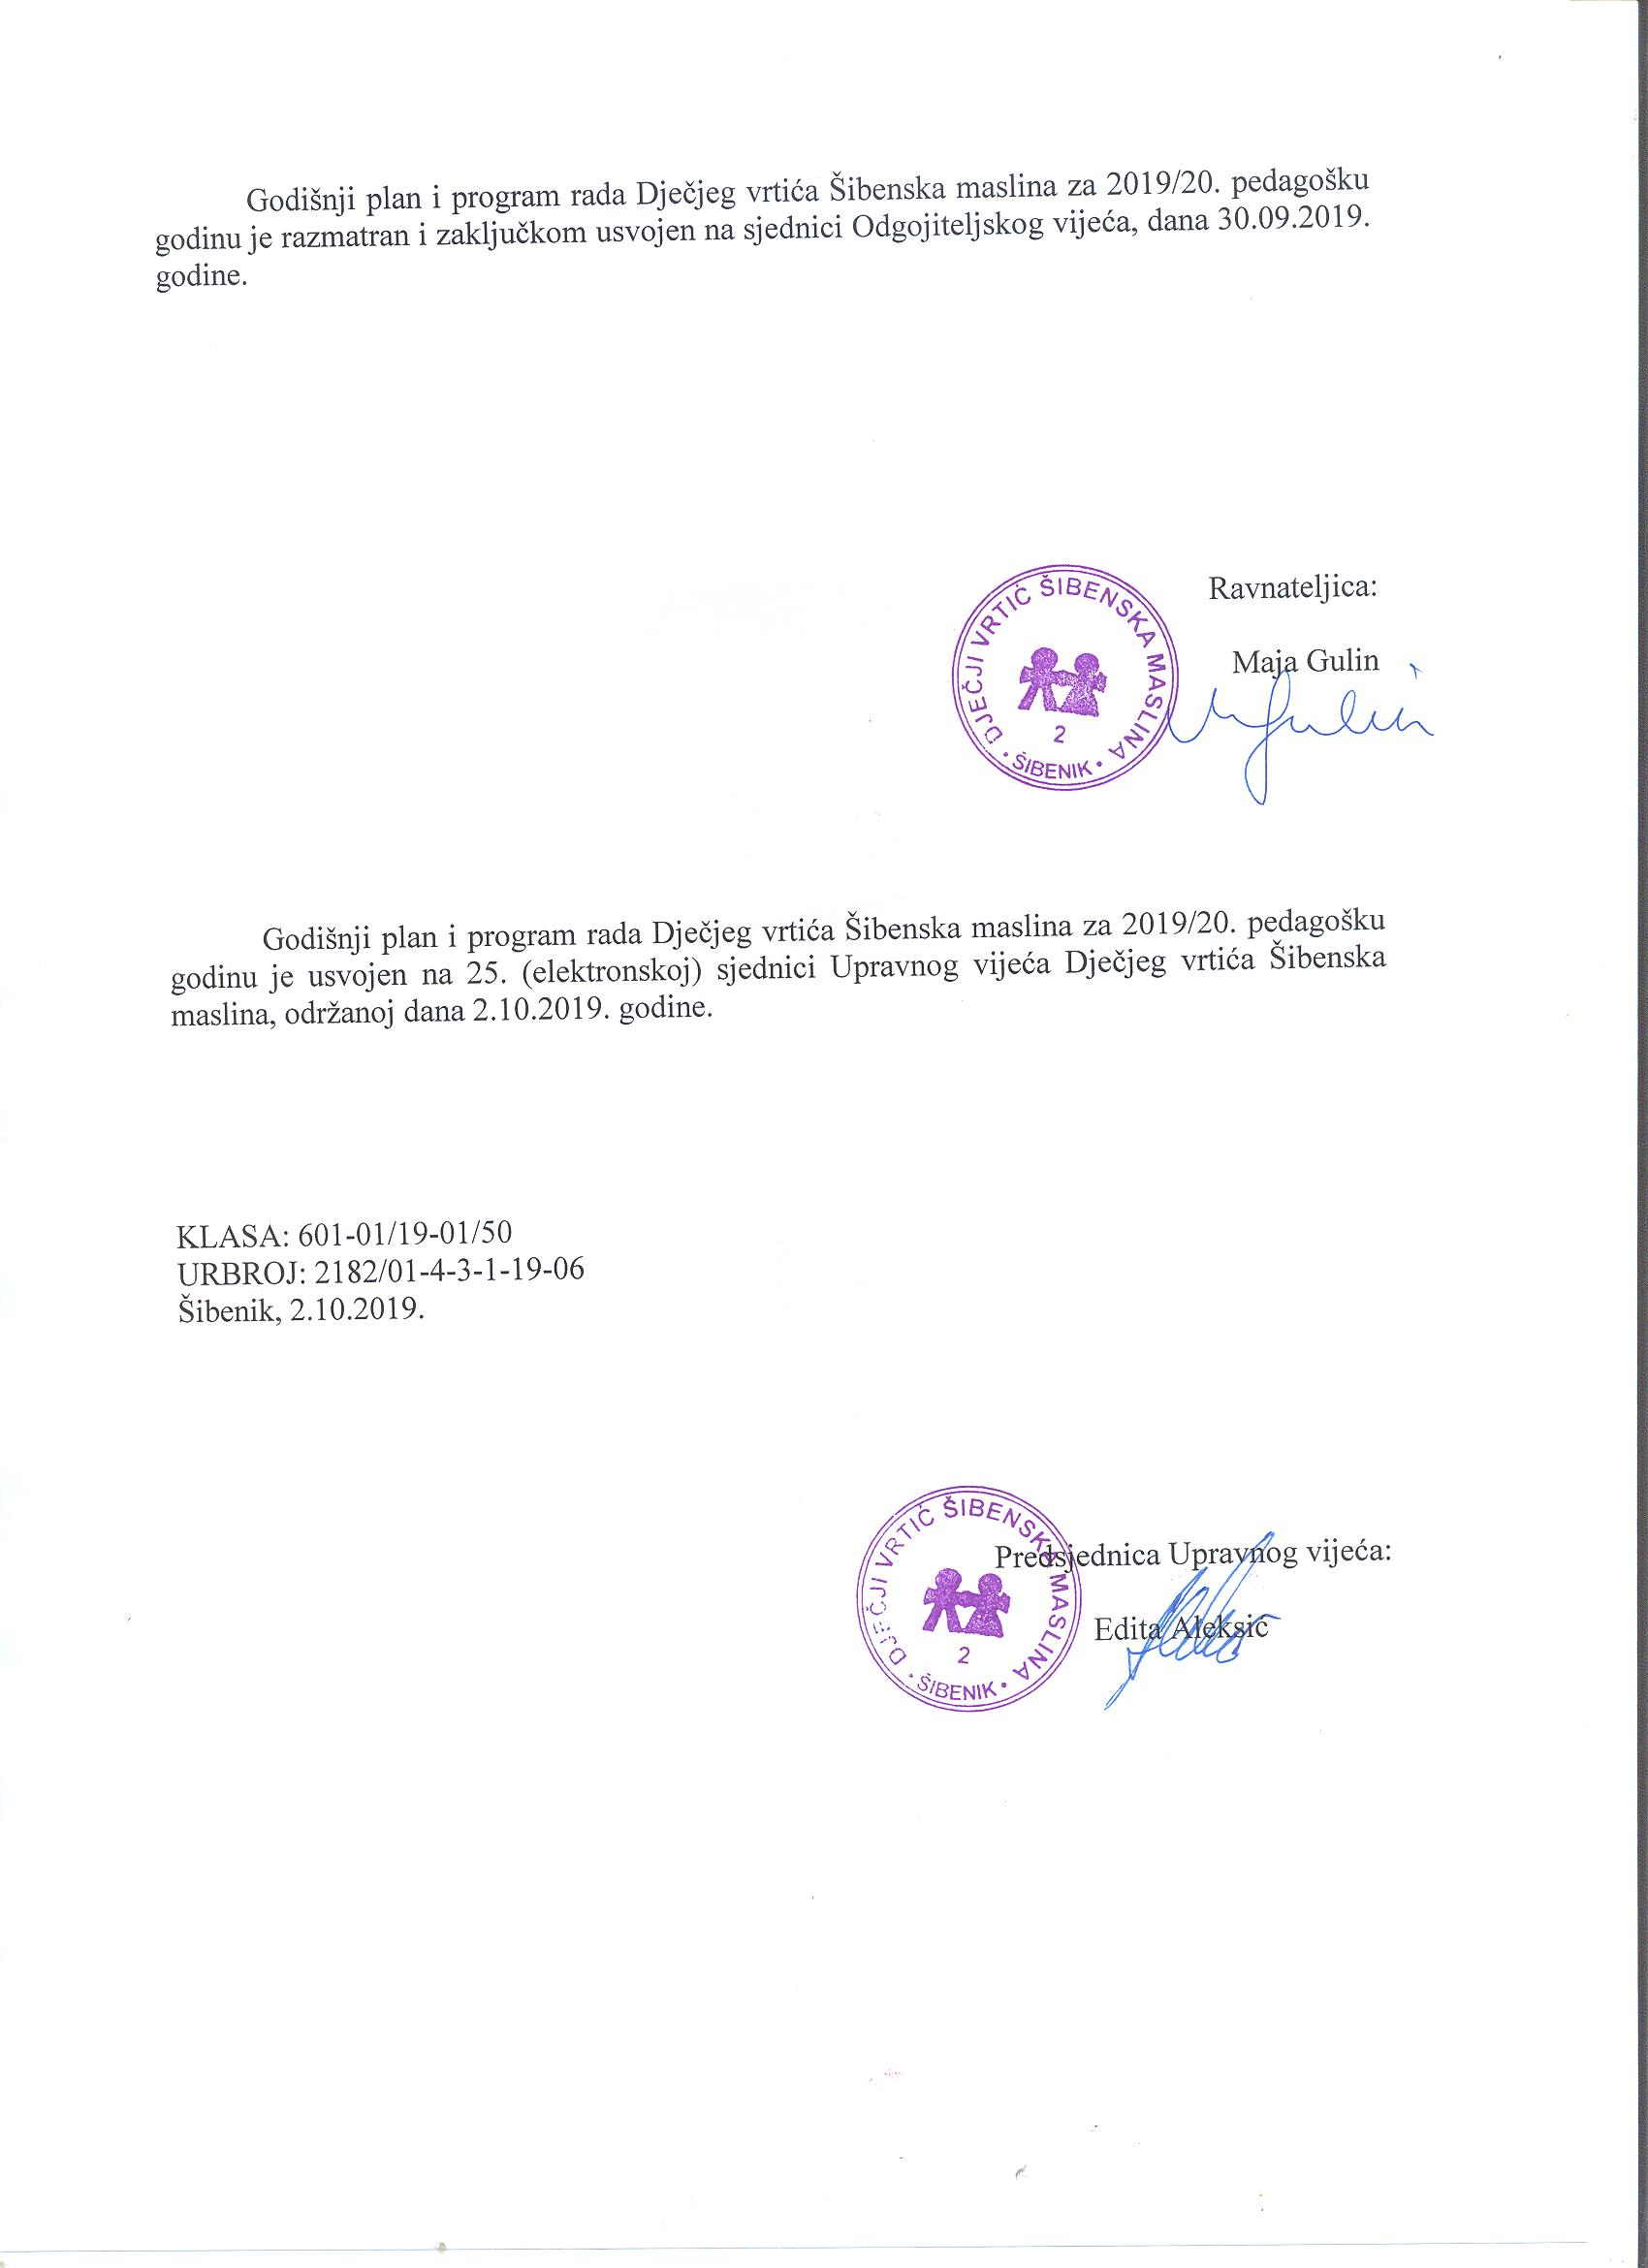 Godišnji plan i program rada Dječjeg vrtića Šibenska maslina za 2019/20. pedagošku
godinu je razmatran i zaključkom usvojen na sjednici Odgojiteljskog vijeća, dana 30.09.2019.
godine.
Ravnateljica:
Maja Gulin
DJEČJI VRTIĆ ŠIBENSKA MASLINA
2
• ŠIBENIK •
Godišnji plan i program rada Dječjeg vrtića Šibenska maslina za 2019/20. pedagošku
godinu je usvojen na 25. (elektronskoj) sjednici Upravnog vijeća Dječjeg vrtića Šibenska
maslina, održanoj dana 2.10.2019. godine.
KLASA: 601-01/19-01/50
URBROJ: 2182/01-4-3-1-19-06
Šibenik, 2.10.2019.
Predsjednica Upravnog vijeća:
Edita Aleksić
DJEČJI VRTIĆ ŠIBENSKA MASLINA
2
• ŠIBENIK •